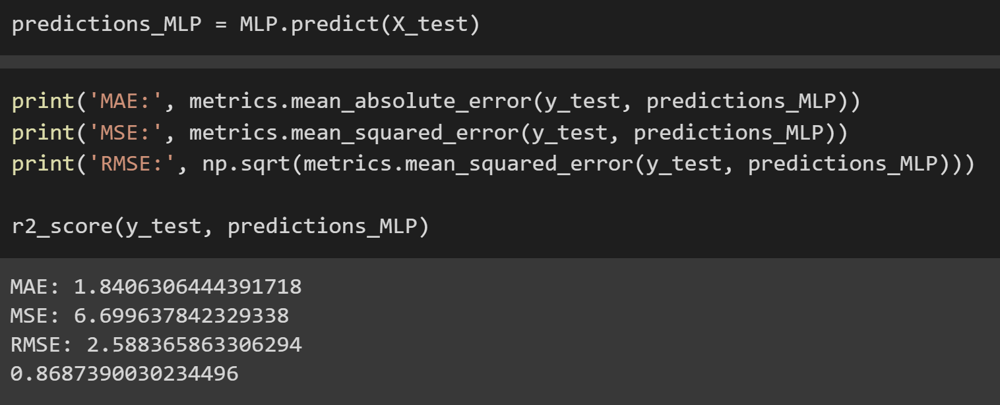 predictions_MLP = MLP.predict(X_test)
print('MAE:', metrics.mean_absolute_error(y_test, predictions_MLP))
print('MSE:', metrics.mean_squared_error(y_test, predictions_MLP))
print('RMSE:', np.sqrt(metrics.mean_squared_error(y_test, predictions_MLP)))
r2_score(y_test, predictions_MLP)
MAE: 1.8406306444391718
MSE: 6.699637842329338
RMSE: 2.588365863306294
0.8687390030234496